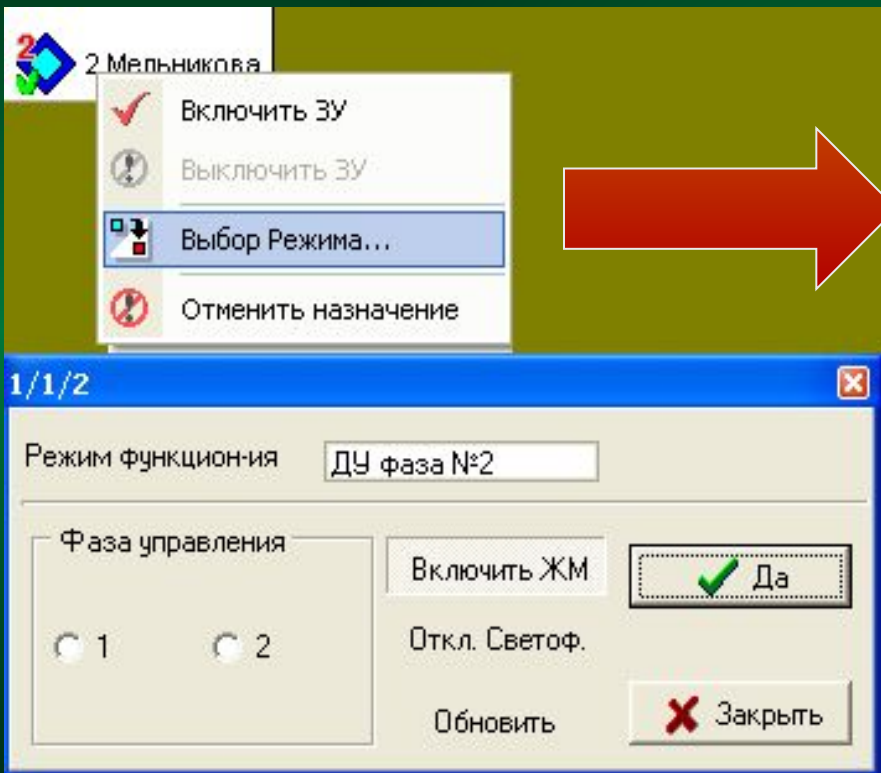 2
2 Мельникова
Включить ЗУ
Выключить ЗУ
Выбор Режима...
Отменить назначение
1/1/2
Режим функцион-ия
ДУ фаза №2
Фаза управления
1 2
Включить ЖМ
Откл. Светоф.
Обновить
Да
Закрыть